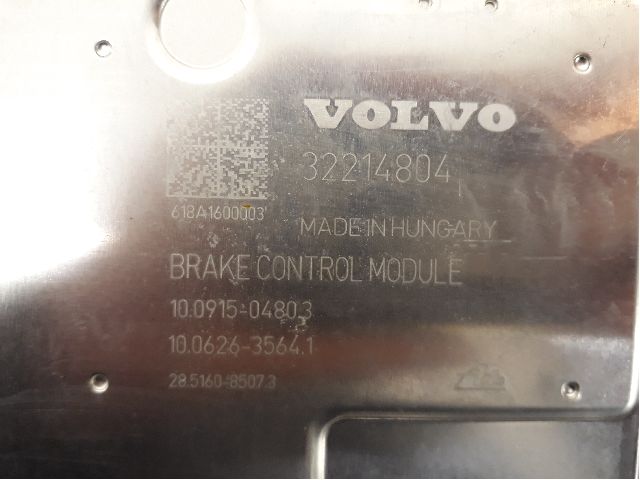 VOLVO
32214804
618A1600003
MADE IN HUNGARY
BRAKE CONTROL MODULE
10.0915-0480.3
10.0626-3564.1
28.5160-8507.3